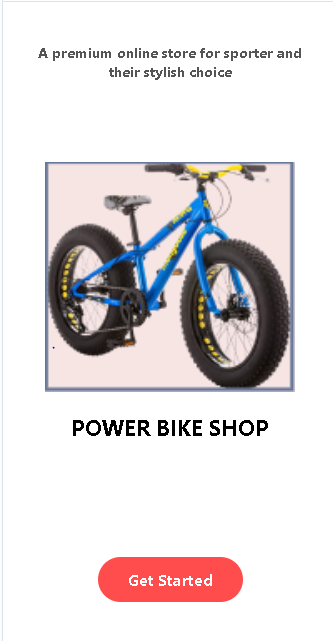 A premium online store for sporter and
their stylish choice
POWER BIKE SHOP
Get Started